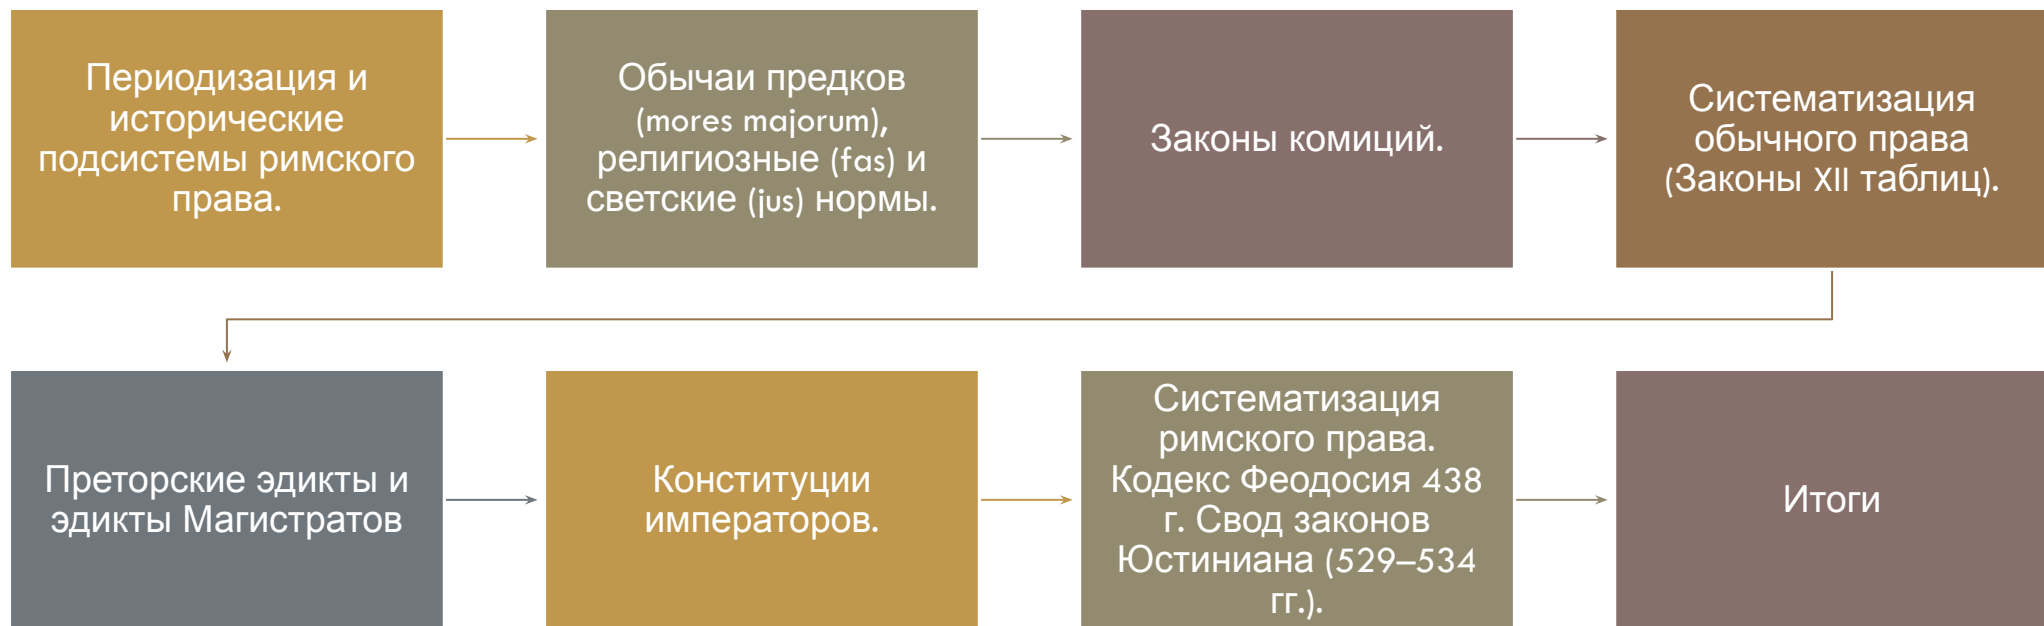 Периодизация и
исторические
подсистемы римского
права.
Обычаи предков
(mores majorum),
религиозные (fas) и
светские (jus) нормы.
Законы комиций.
Систематизация
обычного права
(Законы XII таблиц).
Преторские эдикты и
эдикты Магистратов
Конституции
императоров.
Систематизация
римского права.
Кодекс Феодосия 438
г. Свод законов
Юстиниана (529–534
гг.).
Итоги